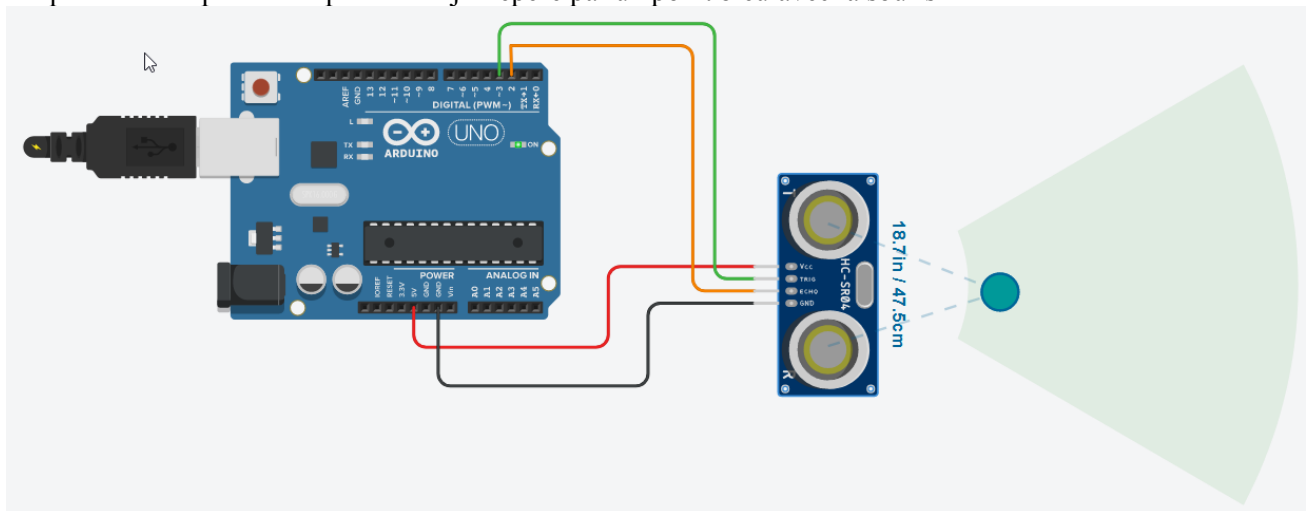 AREF
GND
13
12
~11
~10
~9
8
7
~6
~5
4
~3
2
TX→1
RX←0
DIGITAL (PWM~)
L
TX
RX
ARDUINO
UNO
ON
IOREF
RESET
3.3V
5V
GND
GND
Vin
POWER
ANALOG IN
A0
A1
A2
A3
A4
A5
T
Vcc
TRIG
ECHO
GND
HC-SR04
R
18.7in / 47.5cm